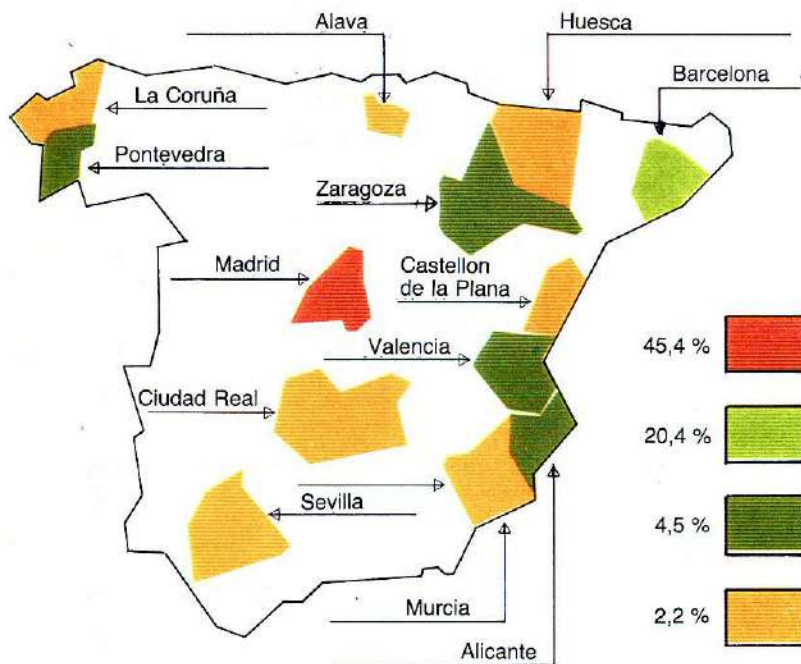 Alava
Huesca
Barcelona
La Coruña
Pontevedra
Zaragoza
Madrid
Castellon
de la Plana
Valencia
Ciudad Real
Sevilla
Murcia
Alicante
45,4 %
20,4 %
4,5 %
2,2 %